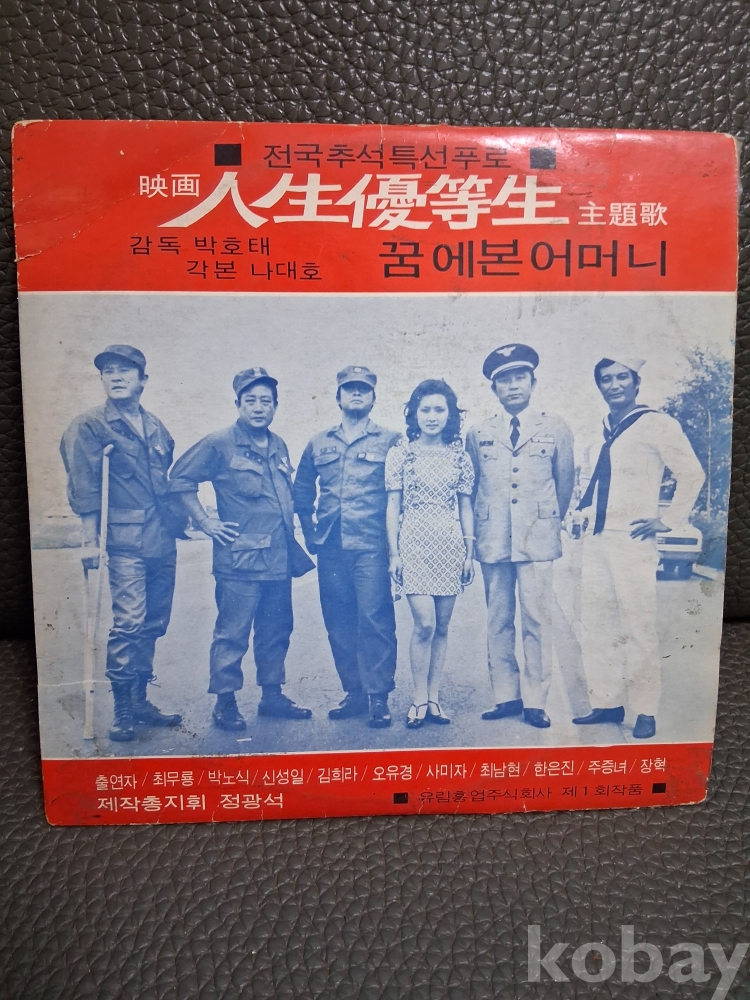 ■ 전국추석특선푸로 ■
映画 人生優等生 主題歌
감독 박호태
각본 나대호
꿈에본어머니
출연자/최무룡/박노식/신성일/김희라/오유경/사미자/최남현/한은진/주증녀/장혁
제작총지휘 정광석
■ 유림흥업주식회사 제1회작품 ■
kobay